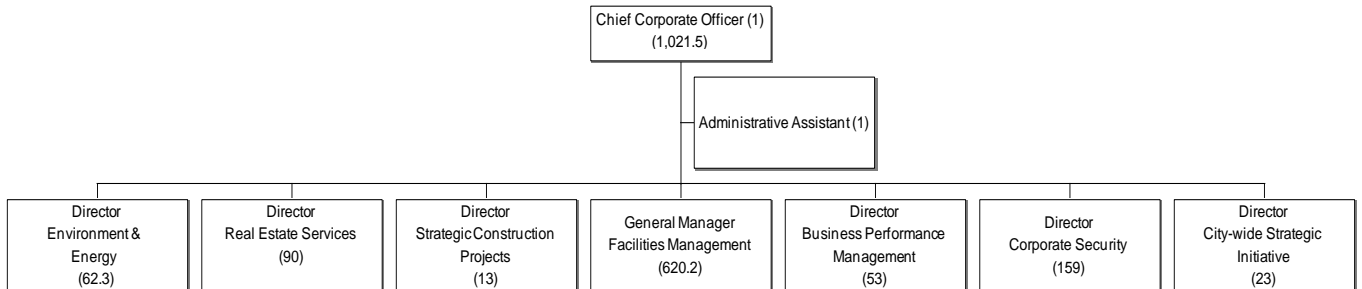 Chief Corporate Officer (1)
(1,021.5)
Administrative Assistant (1)
Director
Environment &
Energy
(62.3)
Director
Real Estate Services
(90)
Director
Strategic Construction
Projects
(13)
General Manager
Facilities Management
(620.2)
Director
Business Performance
Management
(53)
Director
Corporate Security
(159)
Director
City-wide Strategic
Initiative
(23)